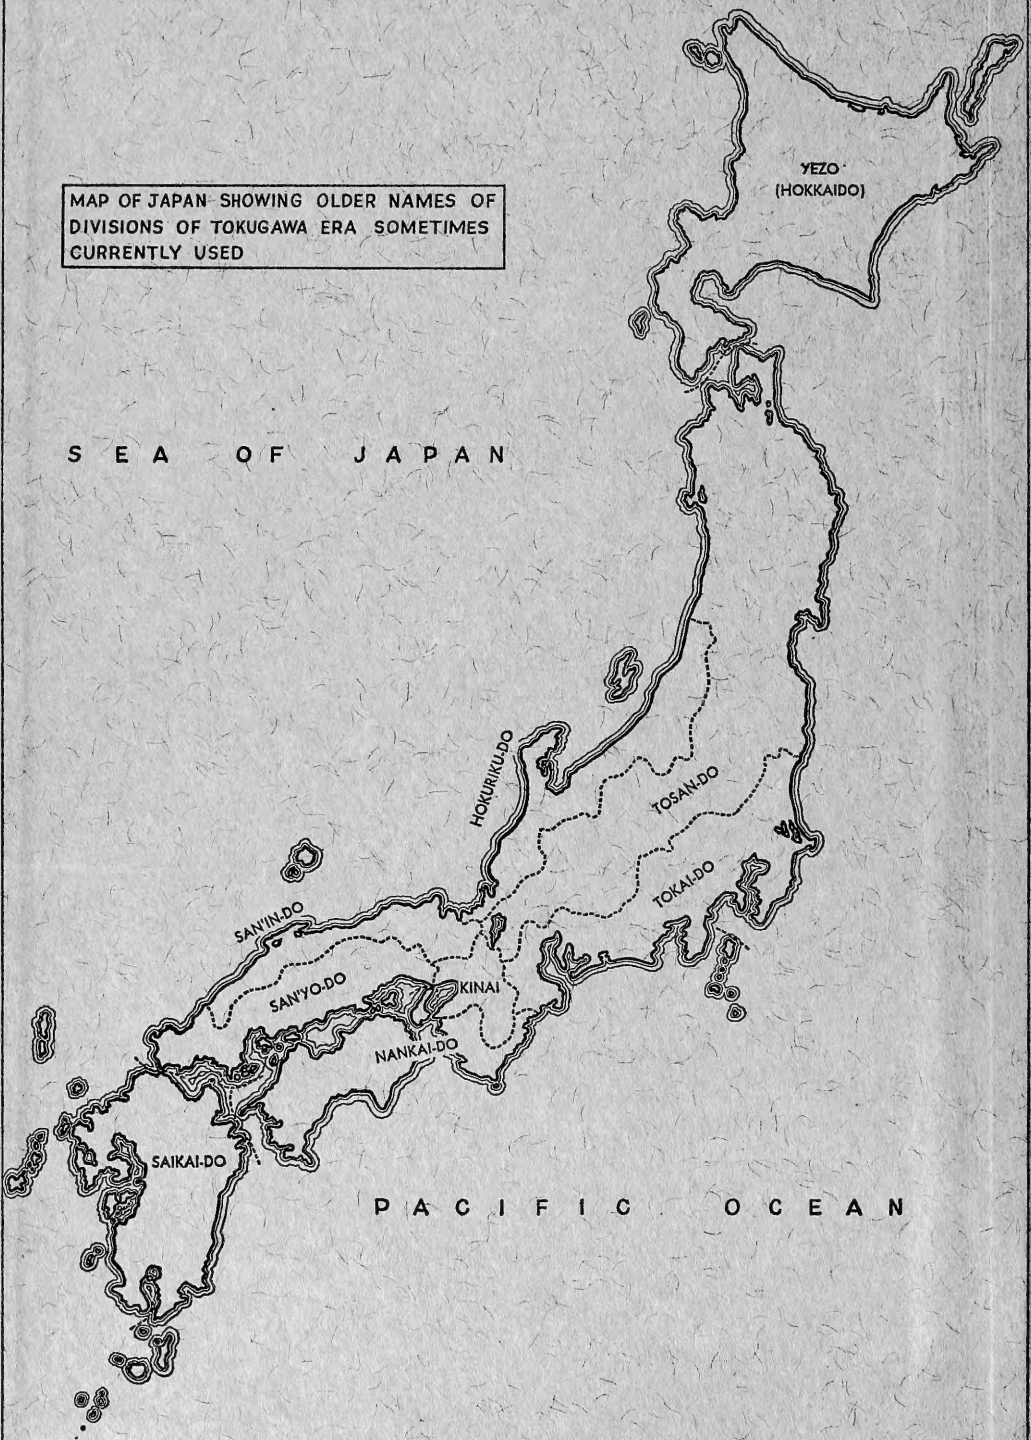 YEZO
(HOKKAIDO)
MAP OF JAPAN SHOWING OLDER NAMES OF
DIVISIONS OF TOKUGAWA ERA SOMETIMES
CURRENTLY USED
SEA OF JAPAN
HOKURIKU-DO
TOSAN-DO
TOKAI-DO
SAN'IN-DO
SAN'YO-DO
KINAI
NANKAI-DO
SAIKAI-DO
PACIFIC OCEAN